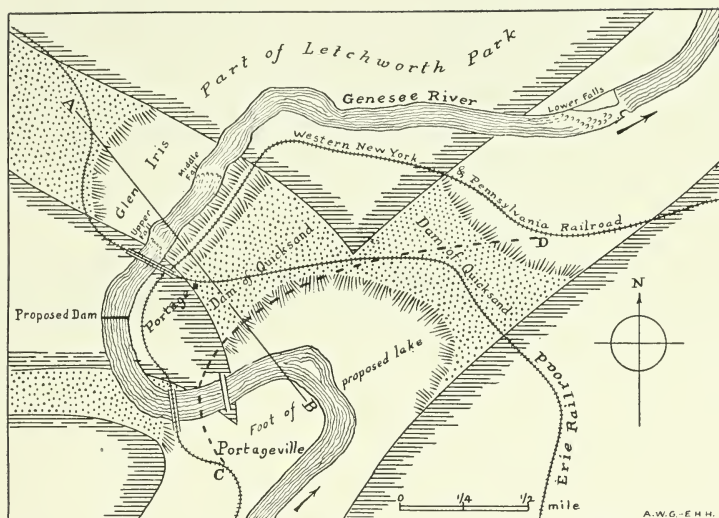 Part of Letchworth Park
Genesee River
Lower Falls
A
Glen Iris
Middle Fall
Upper Fall
Western New York
& Pennsylvania Railroad
Dam of Quicksand
Dam of Quicksand
D
N
Portage
Proposed Dam
proposed lake
Foot of
B
Portageville
C
Erie Railroad
0 1/4 1/2
mile
A.W.G.-E.H.H.